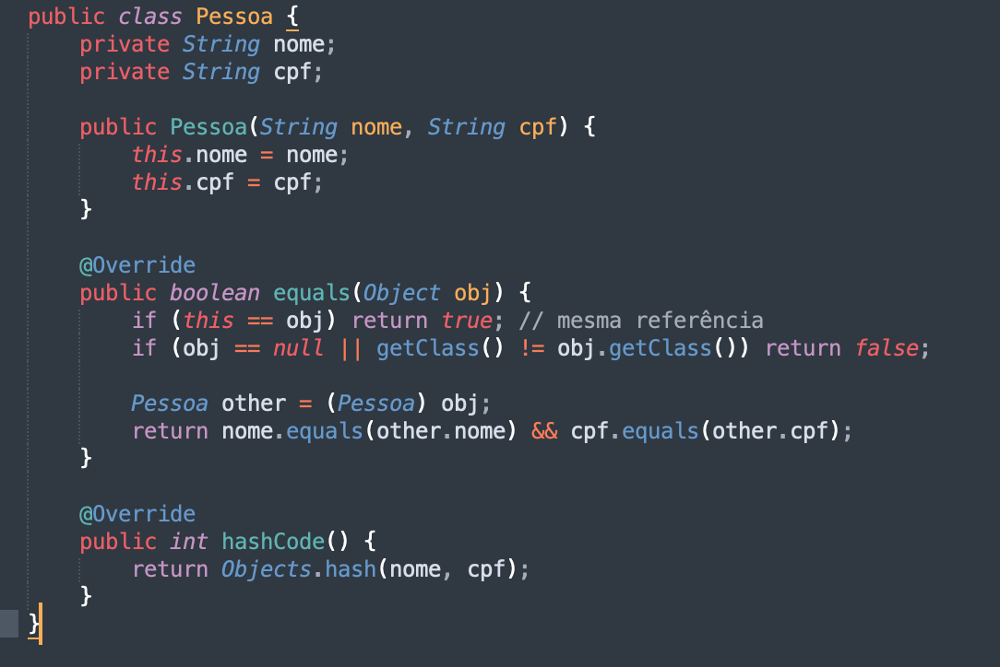 public class Pessoa {
    private String nome;
    private String cpf;

    public Pessoa(String nome, String cpf) {
        this.nome = nome;
        this.cpf = cpf;
    }

    @Override
    public boolean equals(Object obj) {
        if (this == obj) return true; // mesma referência
        if (obj == null || getClass() != obj.getClass()) return false;

        Pessoa other = (Pessoa) obj;
        return nome.equals(other.nome) && cpf.equals(other.cpf);
    }

    @Override
    public int hashCode() {
        return Objects.hash(nome, cpf);
    }
}